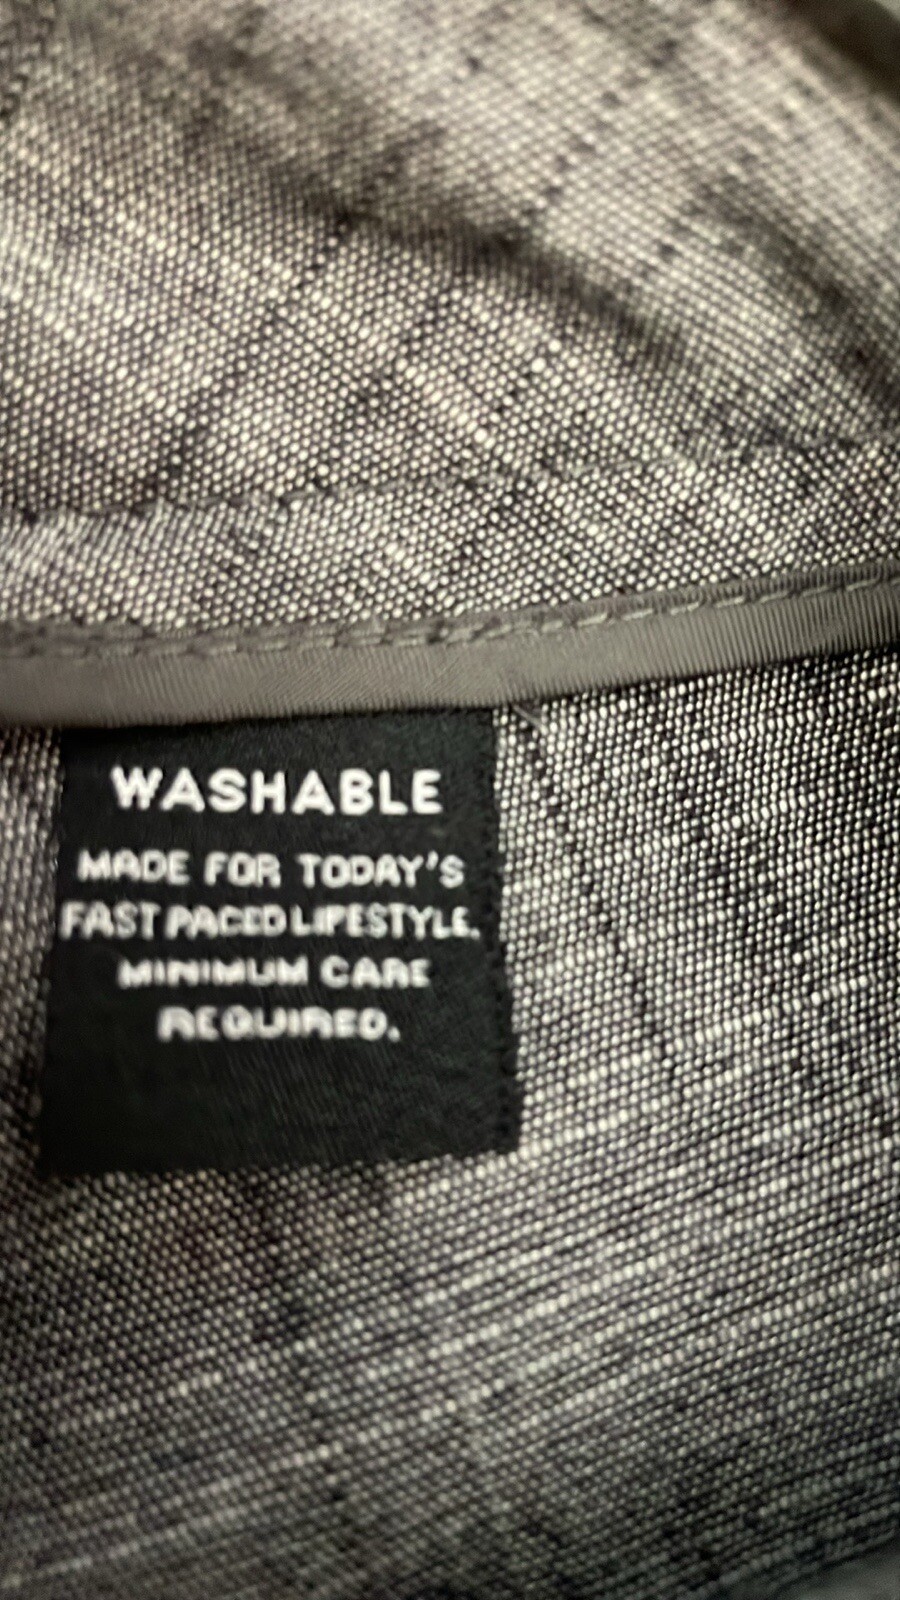 WASHABLE
MADE FOR TODAY'S
FAST PACED LIFESTYLE.
MINIMUM CARE
REQUIRED.